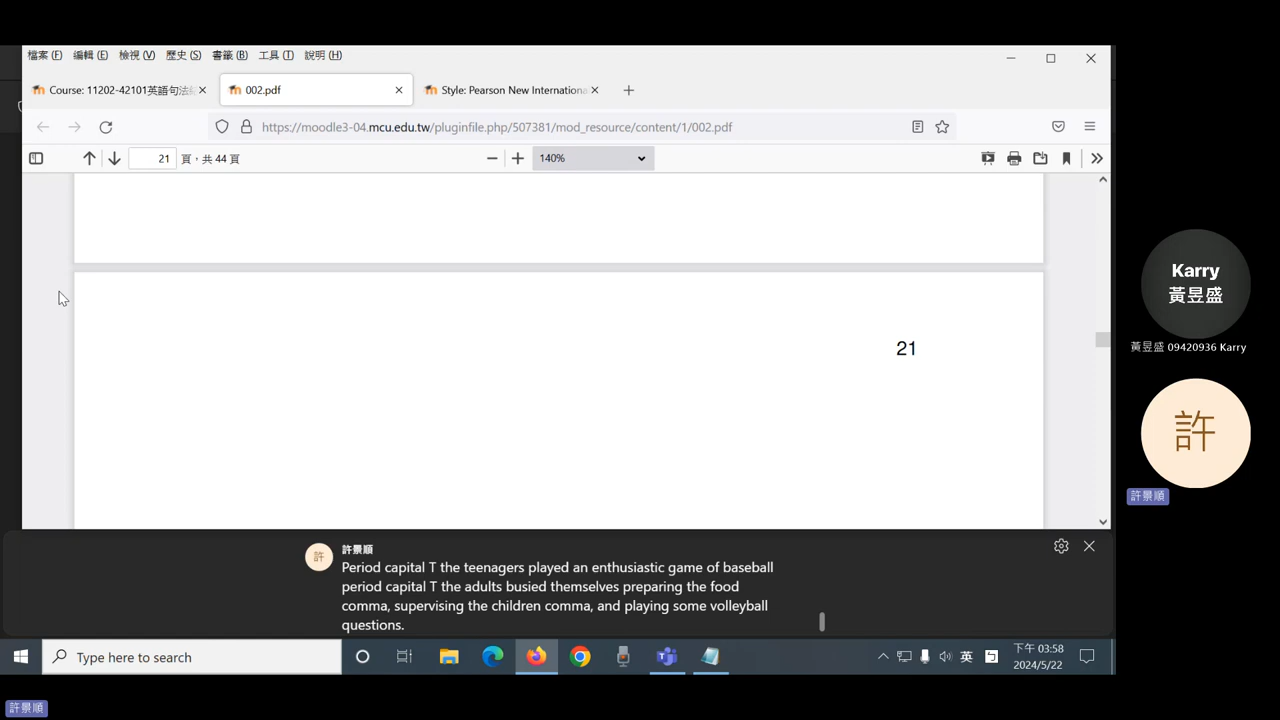 檔案 (F) 編輯 (E) 檢視 (V) 歷史 (S) 書籤 (B) 工具 (T) 說明 (H)
Course: 11202-42101英語句法
002.pdf
Style: Pearson New Internationa
https://moodle3-04.mcu.edu.tw/pluginfile.php/507381/mod_resource/content/1/002.pdf
21 頁，共 44 頁
140%
21
Karry
黃昱盛
黃昱盛 09420936 Karry
許
許景順
許
許景順
Period capital T the teenagers played an enthusiastic game of baseball
period capital T the adults busied themselves preparing the food
comma, supervising the children comma, and playing some volleyball
questions.
Type here to search
英
下午 03:58
2024/5/22
許景順